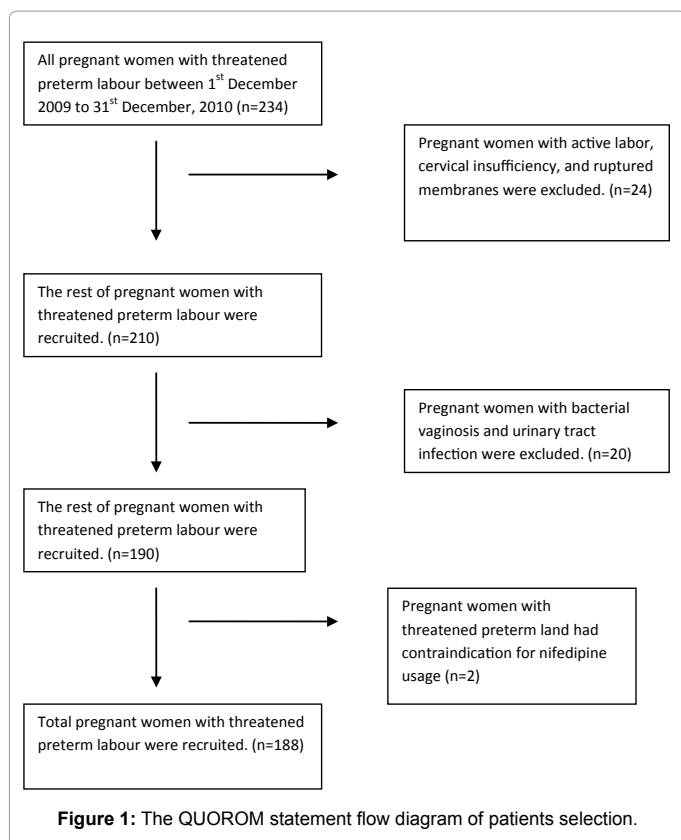 All pregnant women with threatened
preterm labour between 1st December
2009 to 31st December, 2010 (n=234)
Pregnant women with active labor,
cervical insufficiency, and ruptured
membranes were excluded. (n=24)
The rest of pregnant women with
threatened preterm labour were
recruited. (n=210)
Pregnant women with bacterial
vaginosis and urinary tract
infection were excluded. (n=20)
The rest of pregnant women with
threatened preterm labour were
recruited. (n=190)
Pregnant women with
threatened preterm land had
contraindication for nifedipine
usage (n=2)
Total pregnant women with threatened
preterm labour were recruited. (n=188)
Figure 1: The QUOROM statement flow diagram of patients selection.